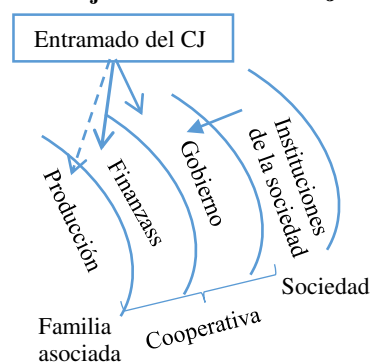 Entramado del CJ
Producción
Finanzass
Gobierno
Instituciones
de la sociedad
Sociedad
Cooperativa
Familia
asociada